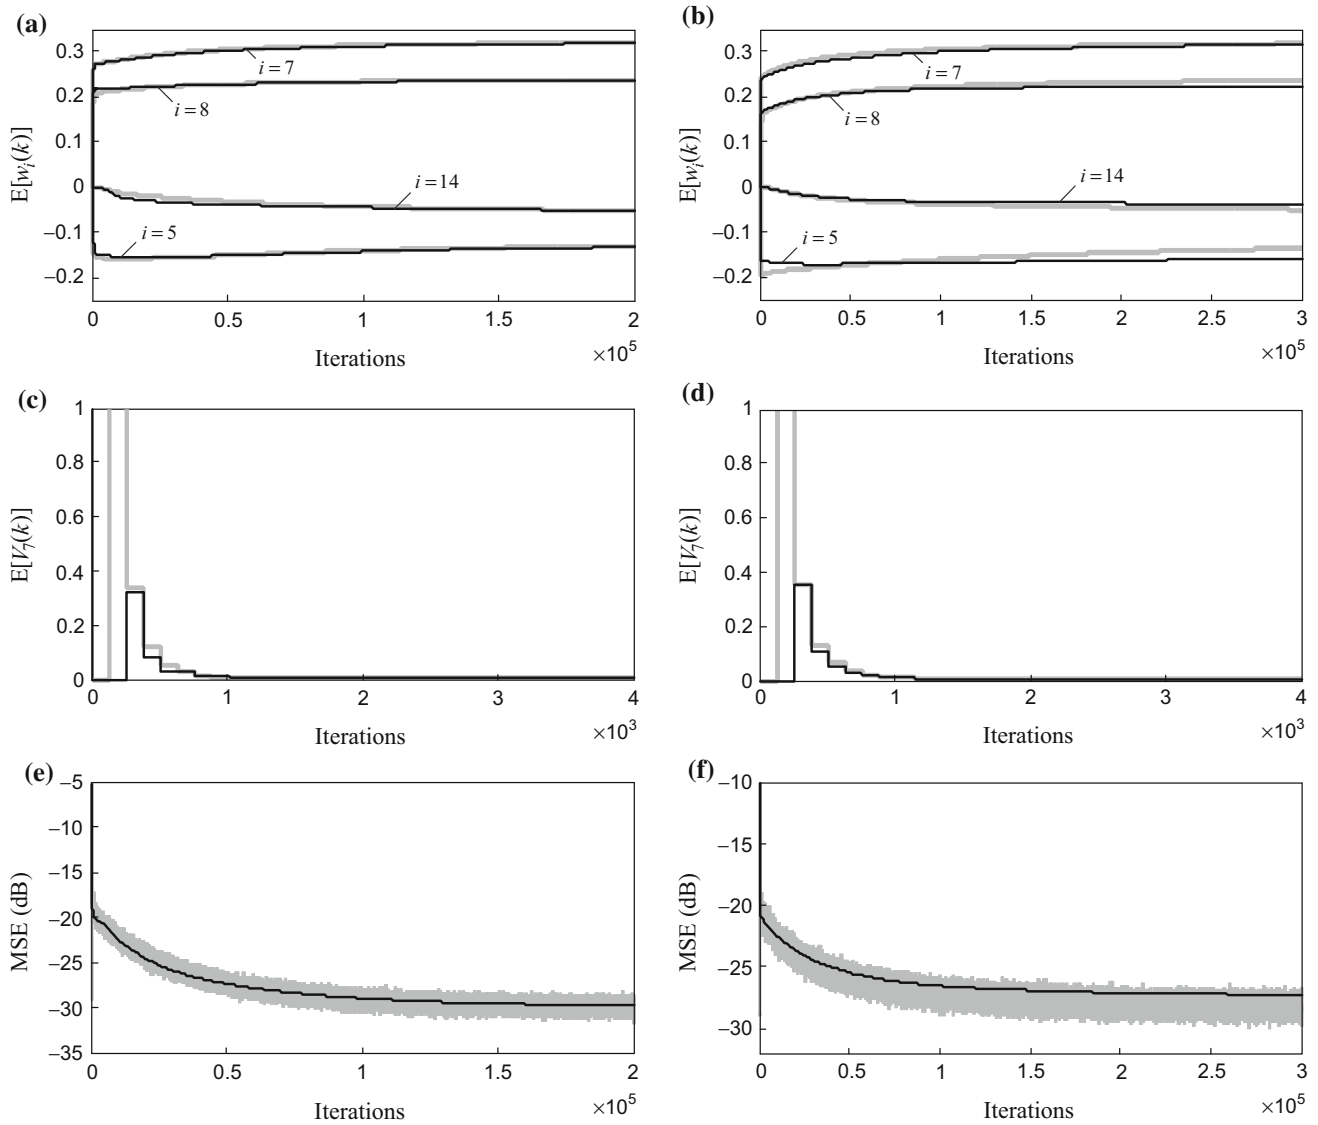 (a)
E[w_i(k)]
0.3
0.2
0.1
0
–0.1
–0.2
i = 7
i = 8
i = 14
i = 5
0 0.5 1 1.5 2
Iterations ×10^5
(b)
E[w_i(k)]
0.3
0.2
0.1
0
–0.1
–0.2
i = 7
i = 8
i = 14
i = 5
0 0.5 1 1.5 2 2.5 3
Iterations ×10^5
(c)
E[V_7(k)]
1
0.8
0.6
0.4
0.2
0
0 1 2 3 4
Iterations ×10^3
(d)
E[V_7(k)]
1
0.8
0.6
0.4
0.2
0
0 1 2 3 4
Iterations ×10^3
(e)
MSE (dB)
–5
–10
–15
–20
–25
–30
–35
0 0.5 1 1.5 2
Iterations ×10^5
(f)
MSE (dB)
–10
–15
–20
–25
–30
0 0.5 1 1.5 2 2.5 3
Iterations ×10^5